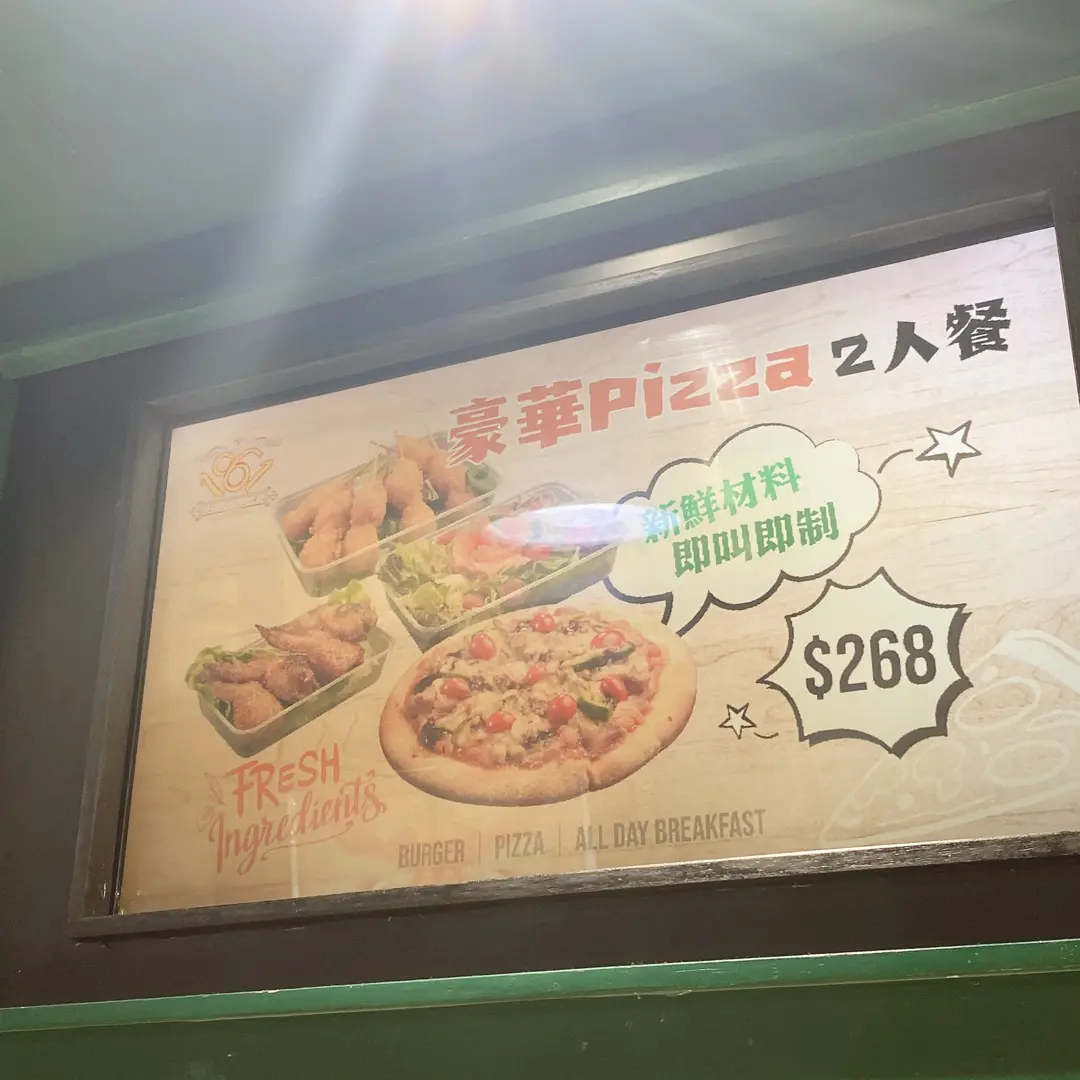 豪華Pizza 2人餐
196
新鮮材料
即叫即制
$268
FRESH
Ingredients
BURGER | PIZZA | ALL DAY BREAKFAST